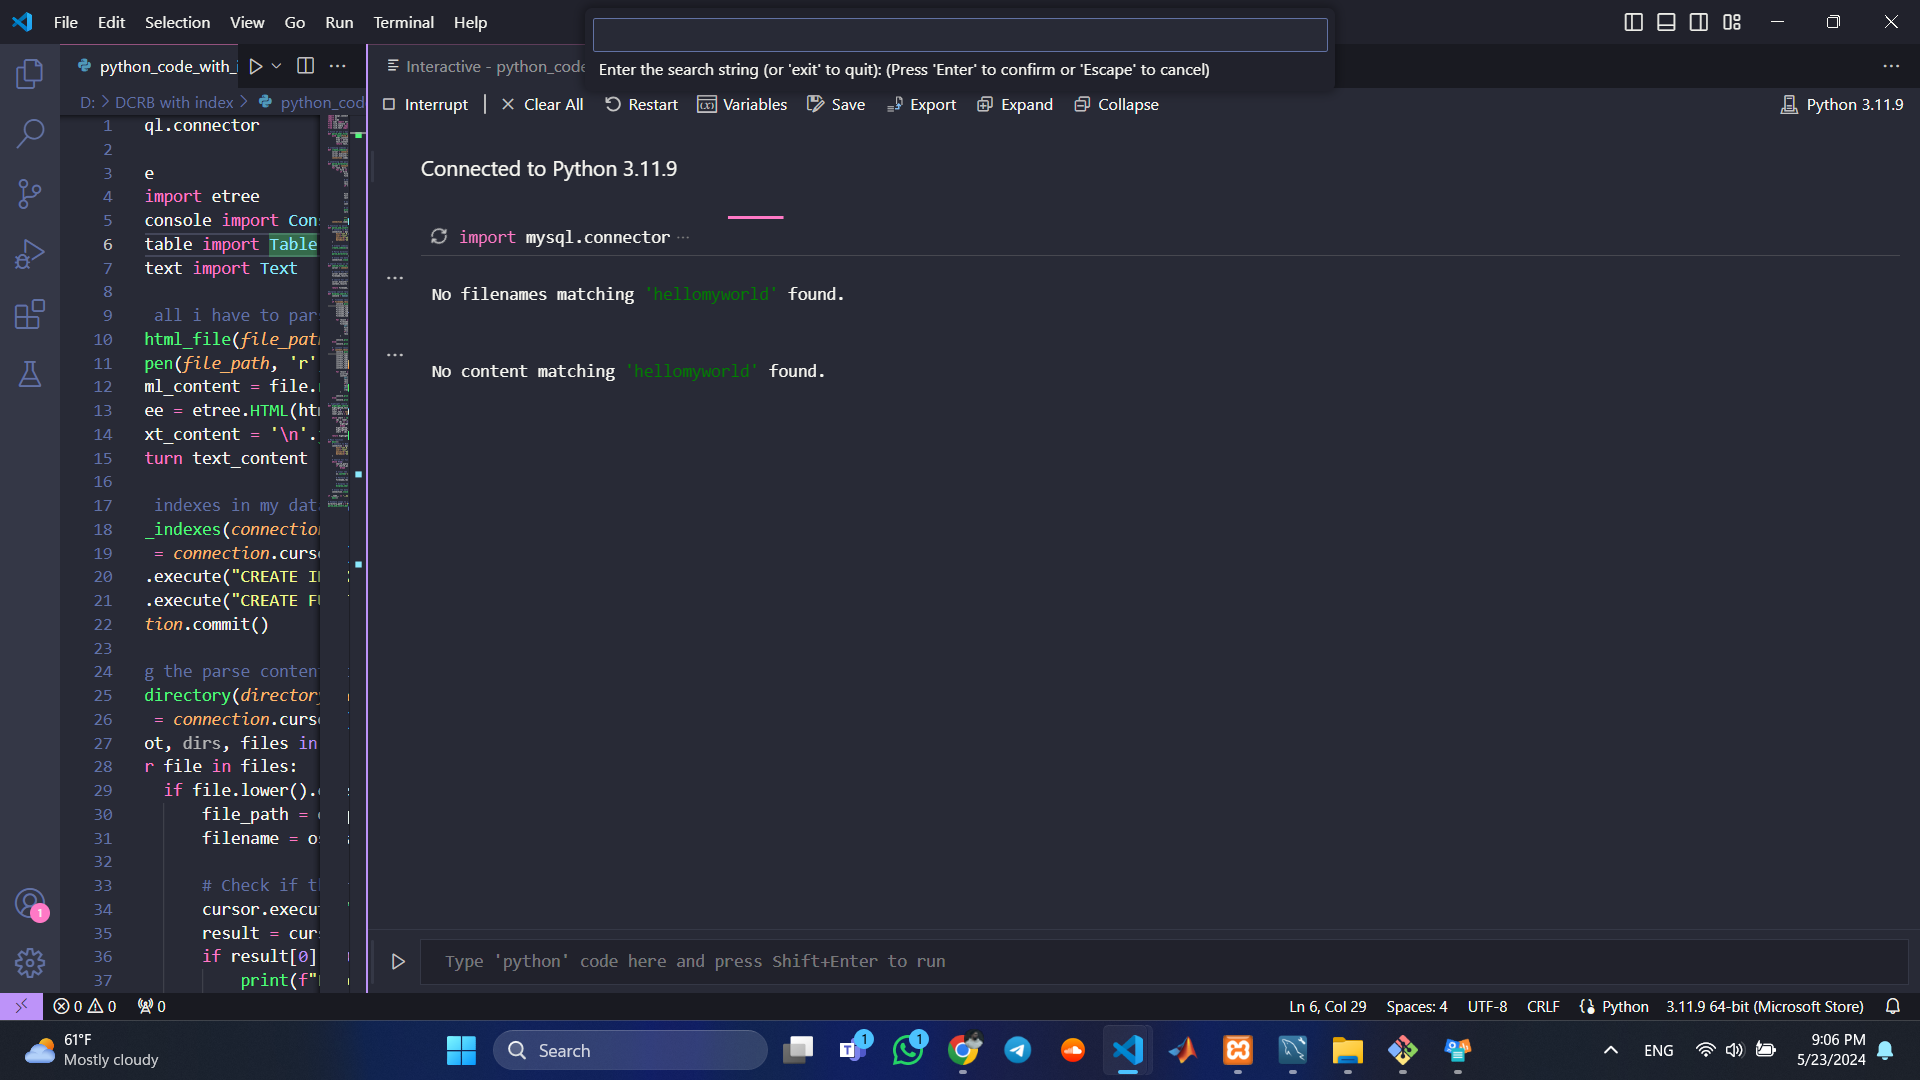 File Edit Selection View Go Run Terminal Help
Enter the search string (or 'exit' to quit): (Press 'Enter' to confirm or 'Escape' to cancel)
python_code_with_i
D: > DCRB with index > python_cod
1 ql.connector
2
3 e
4 import etree
5 console import Con
6 table import Table
7 text import Text
8
9 all i have to par
10 html_file(file_pat
11 pen(file_path, 'r'
12 ml_content = file.
13 ee = etree.HTML(ht
14 xt_content = '\n'.
15 turn text_content
16
17 indexes in my dat
18 _indexes(connectio
19 = connection.curs
20 .execute("CREATE I
21 .execute("CREATE F
22 tion.commit()
23
24 g the parse conten
25 directory(director
26 = connection.curs
27 ot, dirs, files in
28 r file in files:
29 if file.lower().
30 file_path =
31 filename = o
32
33 # Check if t
34 cursor.execu
35 result = cur
36 if result[0]
37 print(f"
Interactive - python_code
Interrupt | Clear All Restart Variables Save Export Expand Collapse
Python 3.11.9
Connected to Python 3.11.9
import mysql.connector ...
...
No filenames matching 'hellomyworld' found.
...
No content matching 'hellomyworld' found.
Type 'python' code here and press Shift+Enter to run
1
0 0 0
Ln 6, Col 29 Spaces: 4 UTF-8 CRLF Python 3.11.9 64-bit (Microsoft Store)
61°F
Mostly cloudy
Search
1
1
ENG
9:06 PM
5/23/2024